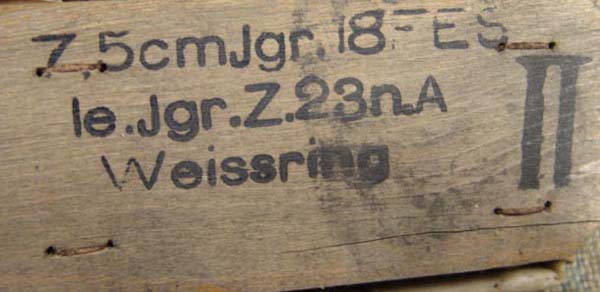 7,5cmJgr.18FES
le.Jgr.Z.23nA
Weissring
II